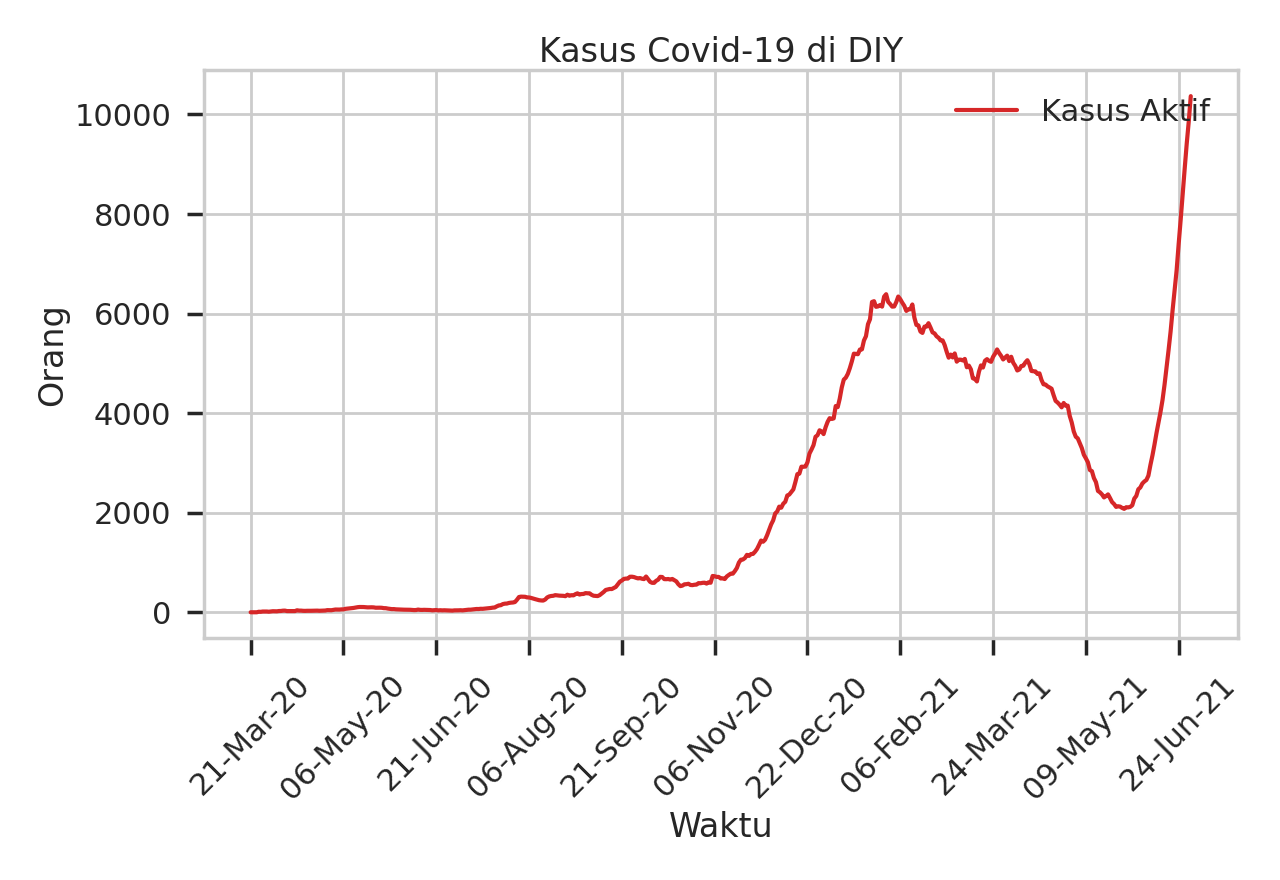 Kasus Covid-19 di DIY
Kasus Aktif
10000
8000
6000
4000
2000
0
Orang
21-Mar-20
06-May-20
21-Jun-20
06-Aug-20
21-Sep-20
06-Nov-20
22-Dec-20
06-Feb-21
24-Mar-21
09-May-21
24-Jun-21
Waktu